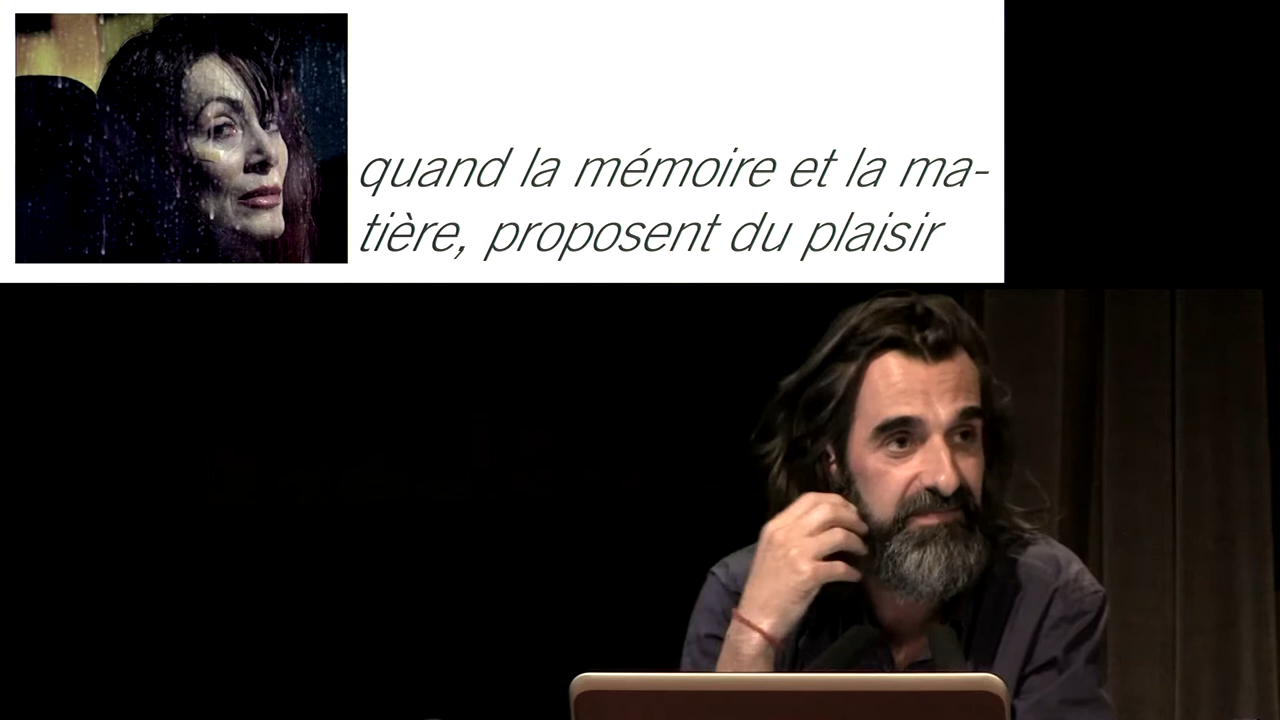 quand la mémoire et la ma-
tière, proposent du plaisir